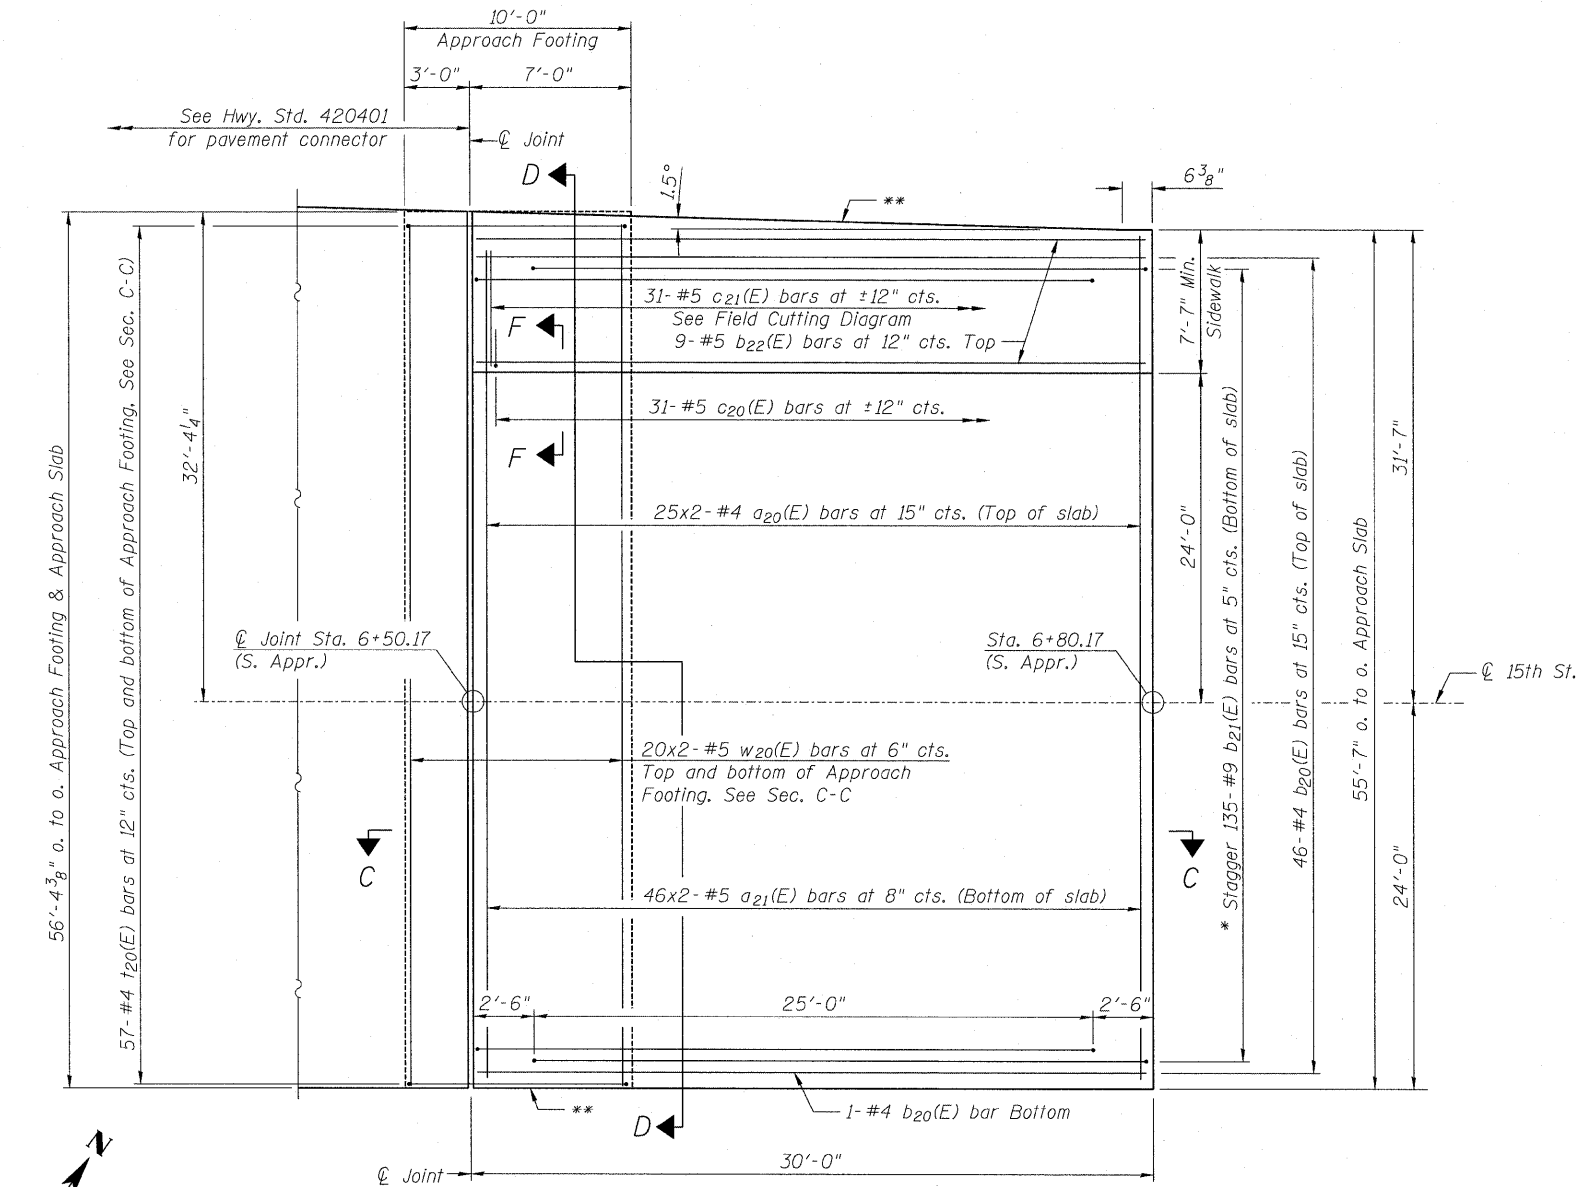 10'-0"
Approach Footing
3'-0"
7'-0"
See Hwy. Std. 420401
for pavement connector
℄ Joint
D
1.5°
**
6 3/8"
31-#5 c21(E) bars at ±12" cts.
See Field Cutting Diagram
9-#5 b22(E) bars at 12" cts. Top
F
31-#5 c20(E) bars at ±12" cts.
F
7'-7" Min.
Sidewalk
32'-4 1/4"
56'-4 3/8" o. to o. Approach Footing & Approach Slab
57-#4 t20(E) bars at 12" cts. (Top and bottom of Approach Footing. See Sec. C-C)
25x2-#4 a20(E) bars at 15" cts. (Top of slab)
24'-0"
31'-7"
* Stagger 135-#9 b21(E) bars at 5" cts. (Bottom of slab)
46-#4 b20(E) bars at 15" cts. (Top of slab)
55'-7" o. to o. Approach Slab
℄ Joint Sta. 6+50.17
(S. Appr.)
Sta. 6+80.17
(S. Appr.)
℄ 15th St.
20x2-#5 w20(E) bars at 6" cts.
Top and bottom of Approach
Footing. See Sec. C-C
C
C
46x2-#5 a21(E) bars at 8" cts. (Bottom of slab)
24'-0"
2'-6"
25'-0"
2'-6"
**
1-#4 b20(E) bar Bottom
D
N
℄ Joint
30'-0"